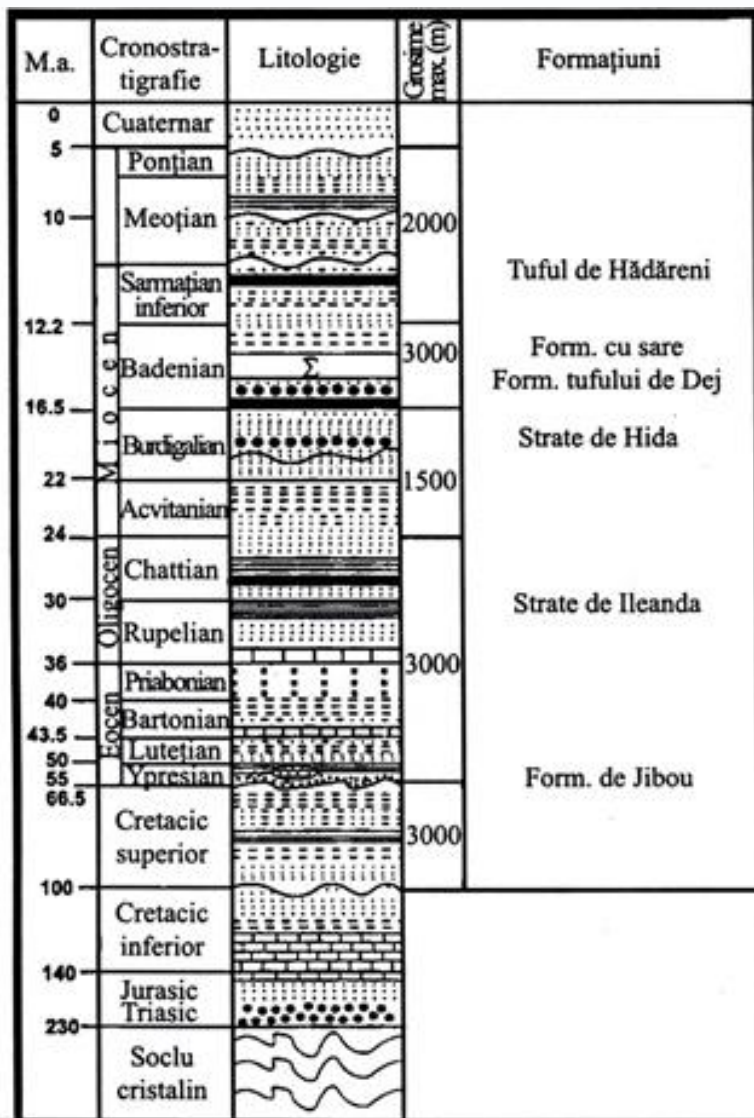 M.a.
Cronostra-
tigrafie
Litologie
Grosime
max. (m)
Formațiuni
0
Cuaternar
5
Ponțian
10
Meoțian
2000
Sarmațian
inferior
Tuful de Hădăreni
12.2
Miocen
Badenian
Σ
3000
Form. cu sare
Form. tufului de Dej
16.5
Burdigalian
Strate de Hida
22
1500
Acvitanian
24
Oligocen
Chattian
30
Strate de Ileanda
Rupelian
36
3000
Eocen
Priabonian
40
Bartonian
43.5
Lutețian
50
55
Ypresian
Form. de Jibou
66.5
Cretacic
superior
3000
100
Cretacic
inferior
140
Jurasic
Triasic
230
Soclu
cristalin